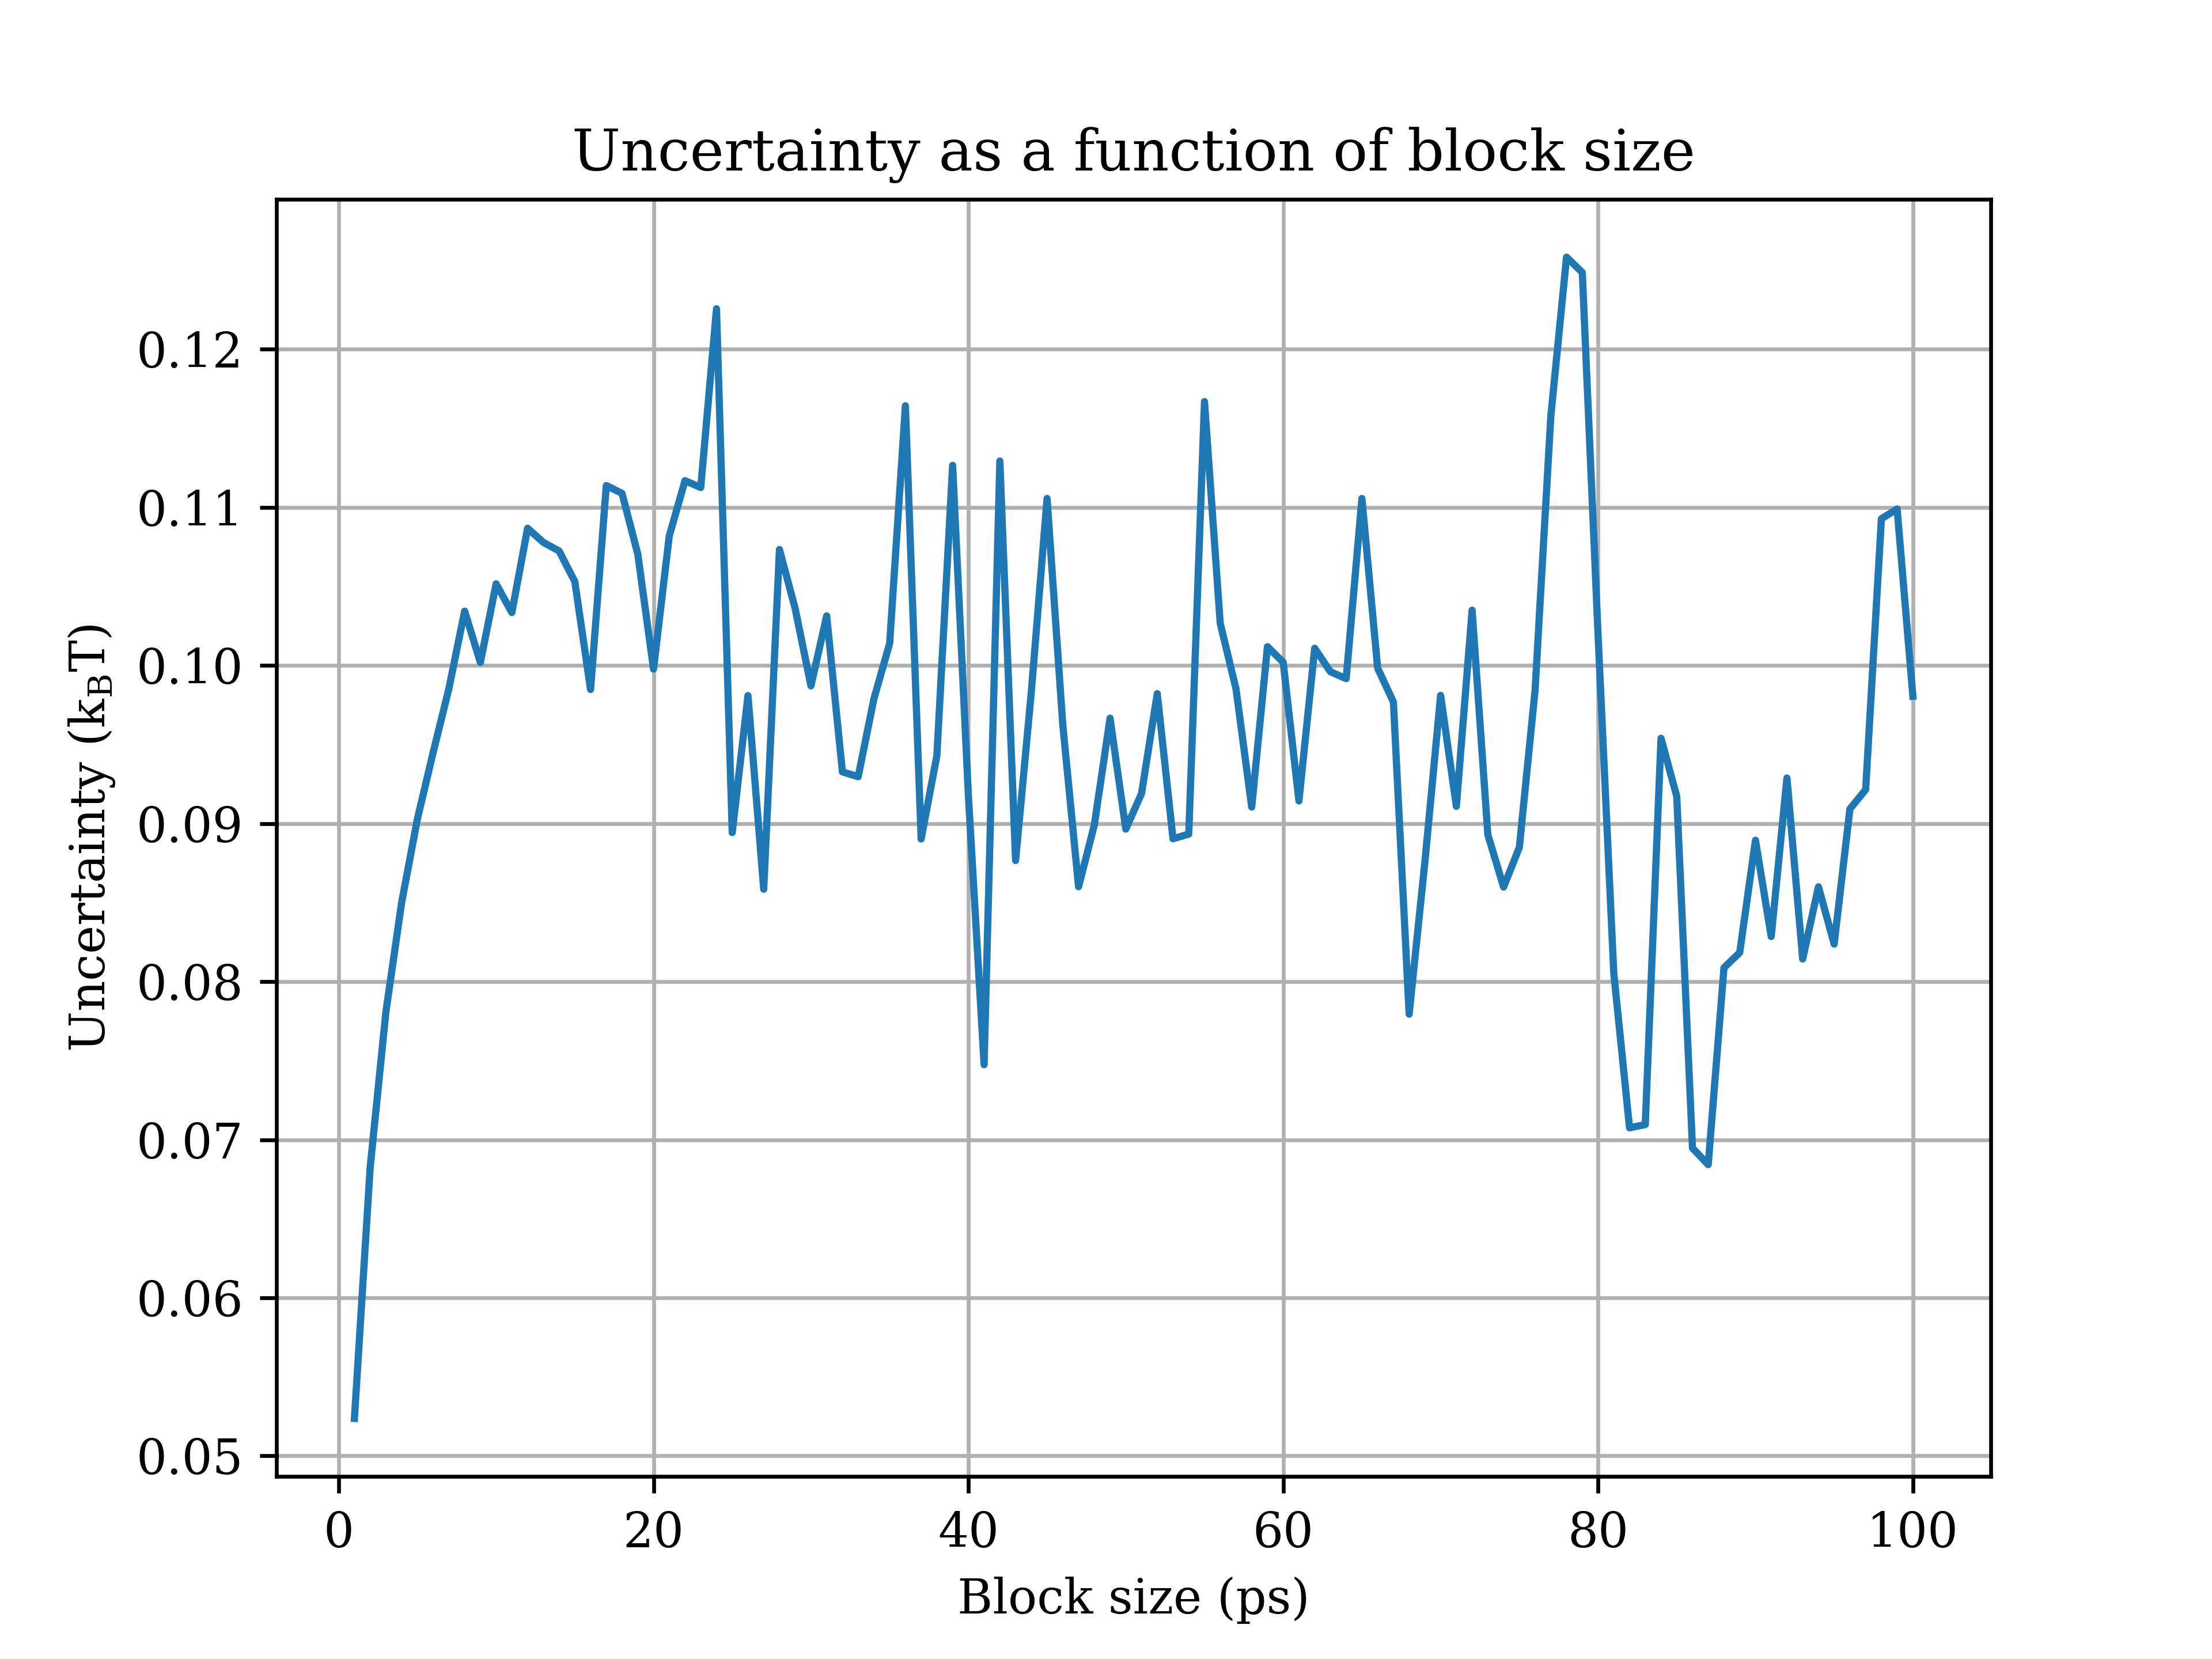 Uncertainty as a function of block size
Uncertainty (k_B T)
0.12
0.11
0.10
0.09
0.08
0.07
0.06
0.05
0 20 40 60 80 100
Block size (ps)